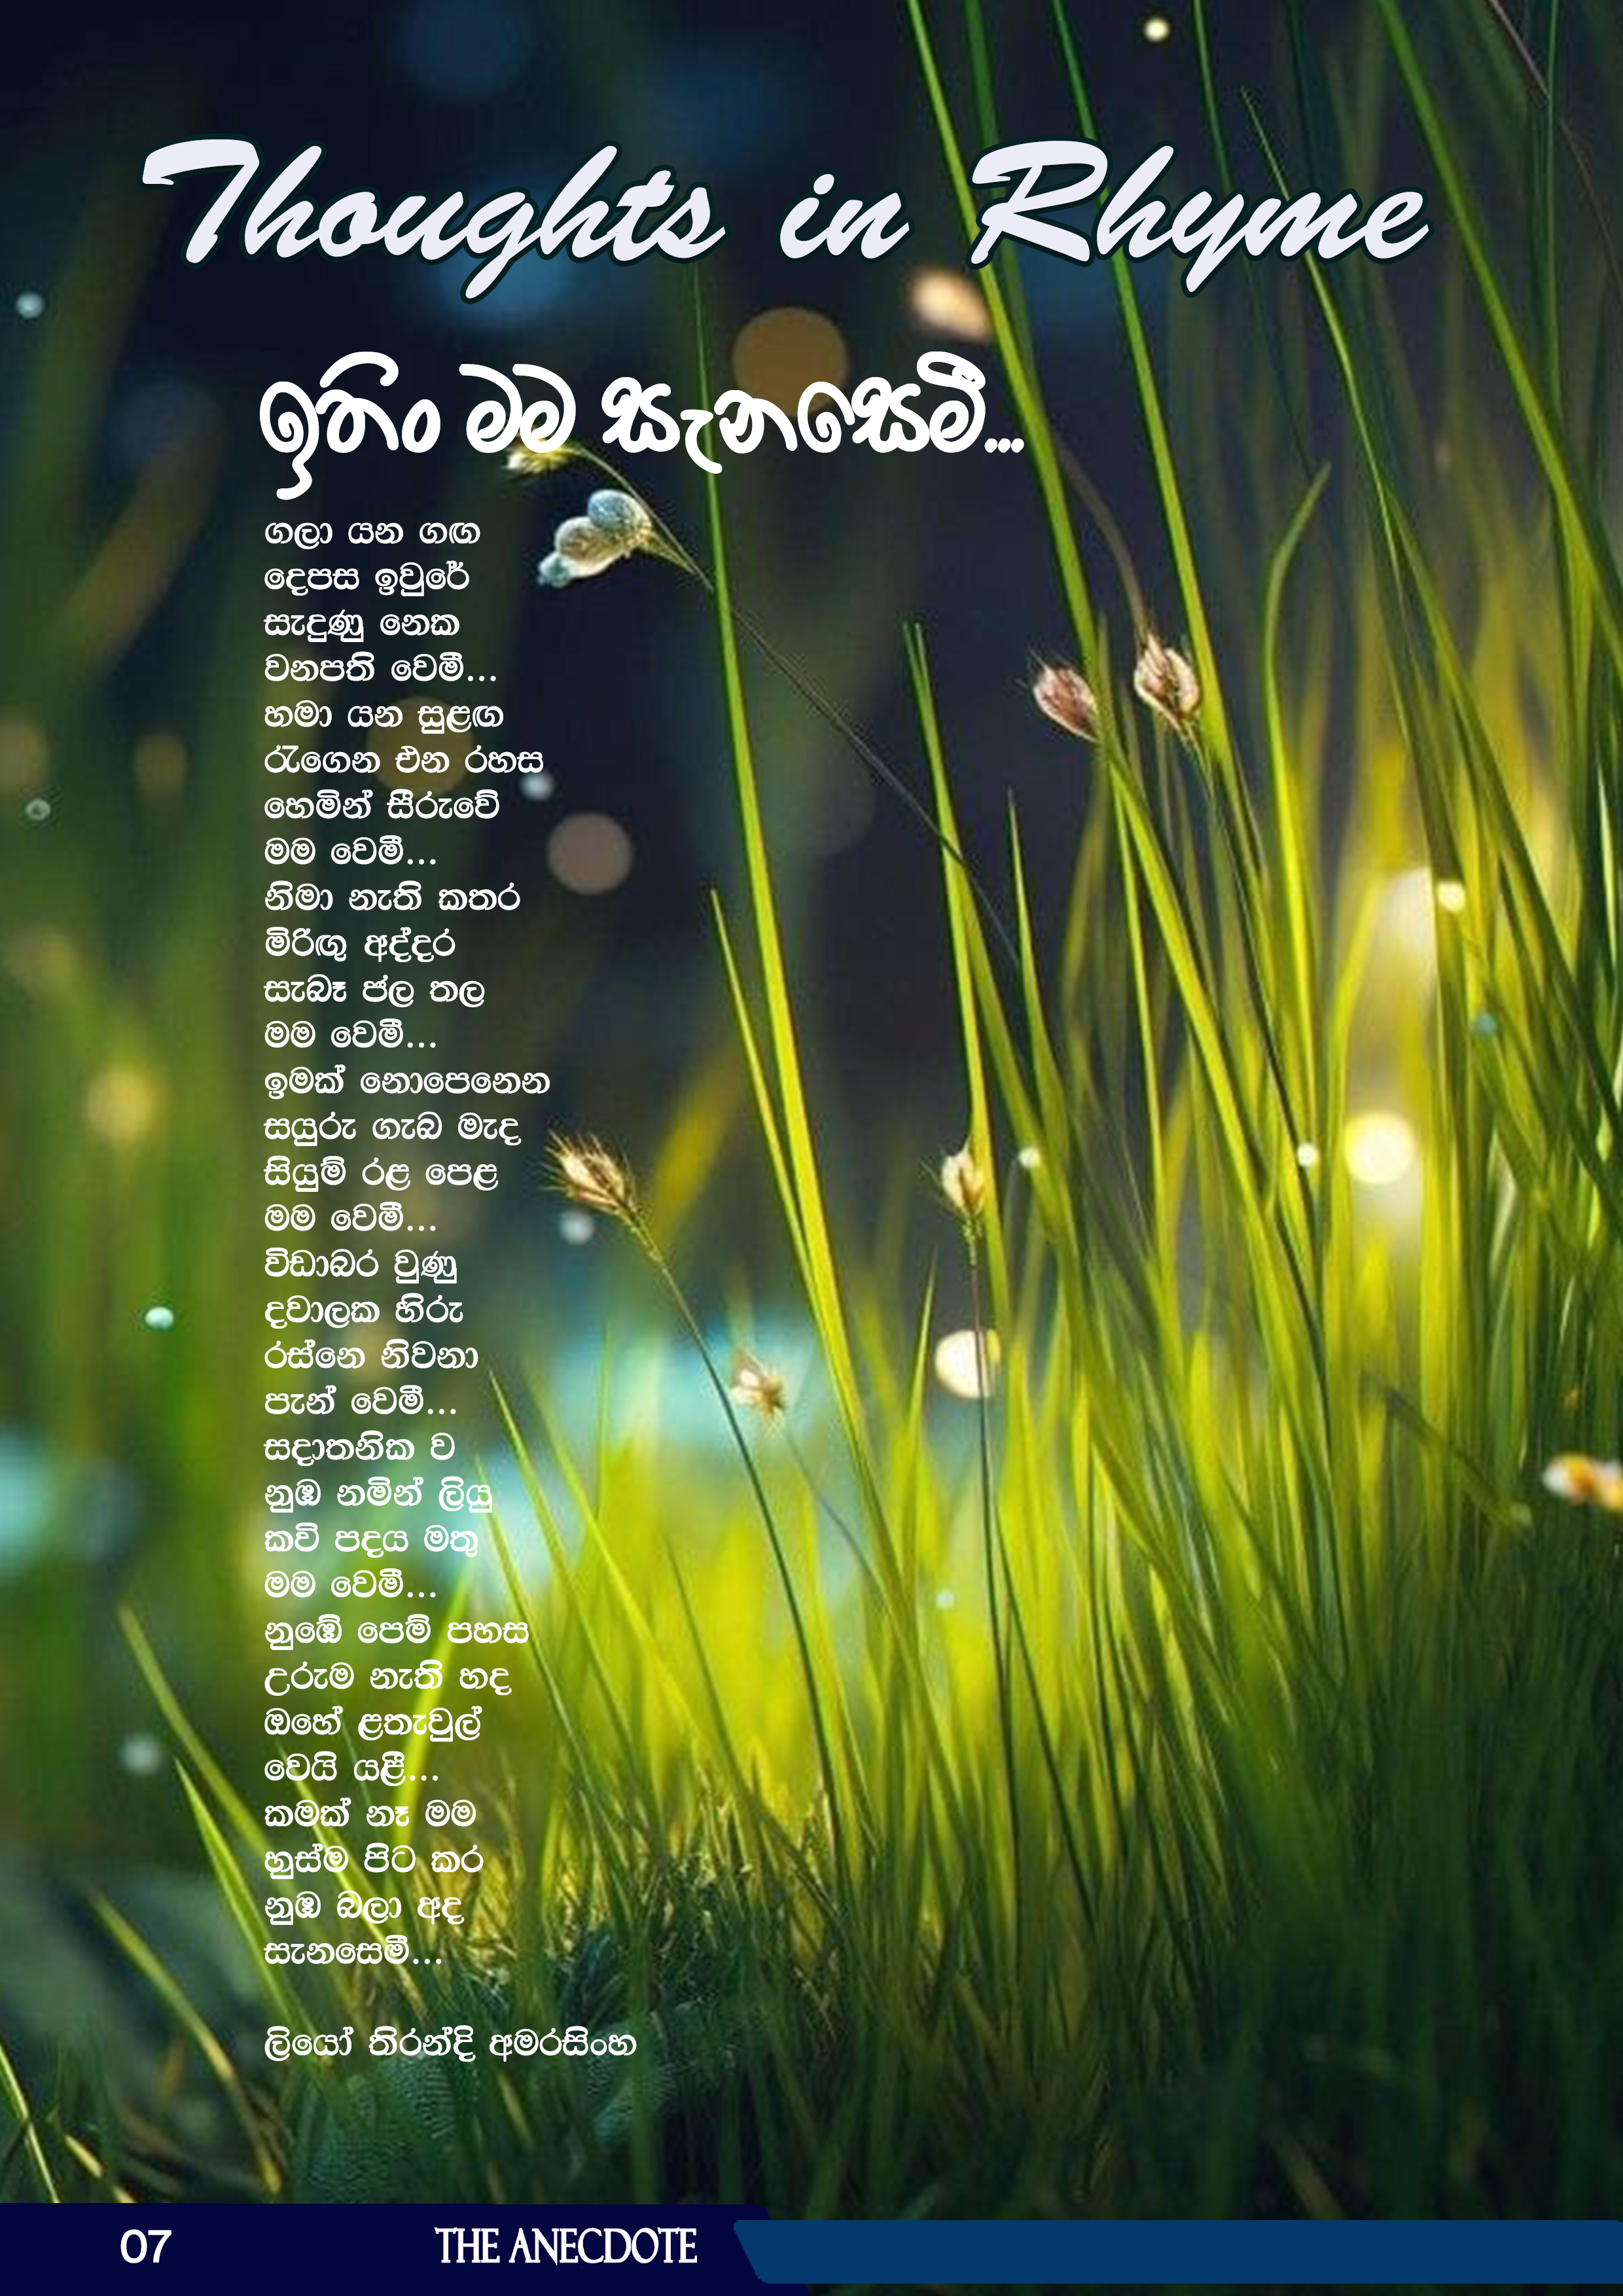 Thoughts in Rhyme
ඉතිං මම සැනසෙමී...
ගලා යන ගඟ
දෙපස ඉවුරේ
සැදුණු නෙක
වනපති වෙමී...
හමා යන සුළඟ
රැගෙන එන රහස
හෙමින් සීරුවේ
මම වෙමී...
නිමා නැති කතර
මිරිඟු අද්දර
සැබෑ ජල තල
මම වෙමී...
ඉමක් නොපෙනෙන
සයුරු ගැබ මැද
සියුම් රළ පෙළ
මම වෙමී...
විඩාබර වුණු
දවාලක හිරු
රස්නෙ නිවනා
පැන් වෙමී...
සදාතනික ව
නුඹ නමින් ලියු
කවි පදය මතු
මම වෙමී...
නුඹේ පෙම් පහස
උරුම නැති හද
ඔහේ ළතැවුල්
වෙයි යළී...
කමක් නෑ මම
හුස්ම පිට කර
නුඹ බලා අද
සැනසෙමී...
ලියෝ තිරන්දි අමරසිංහ
07
THE ANECDOTE